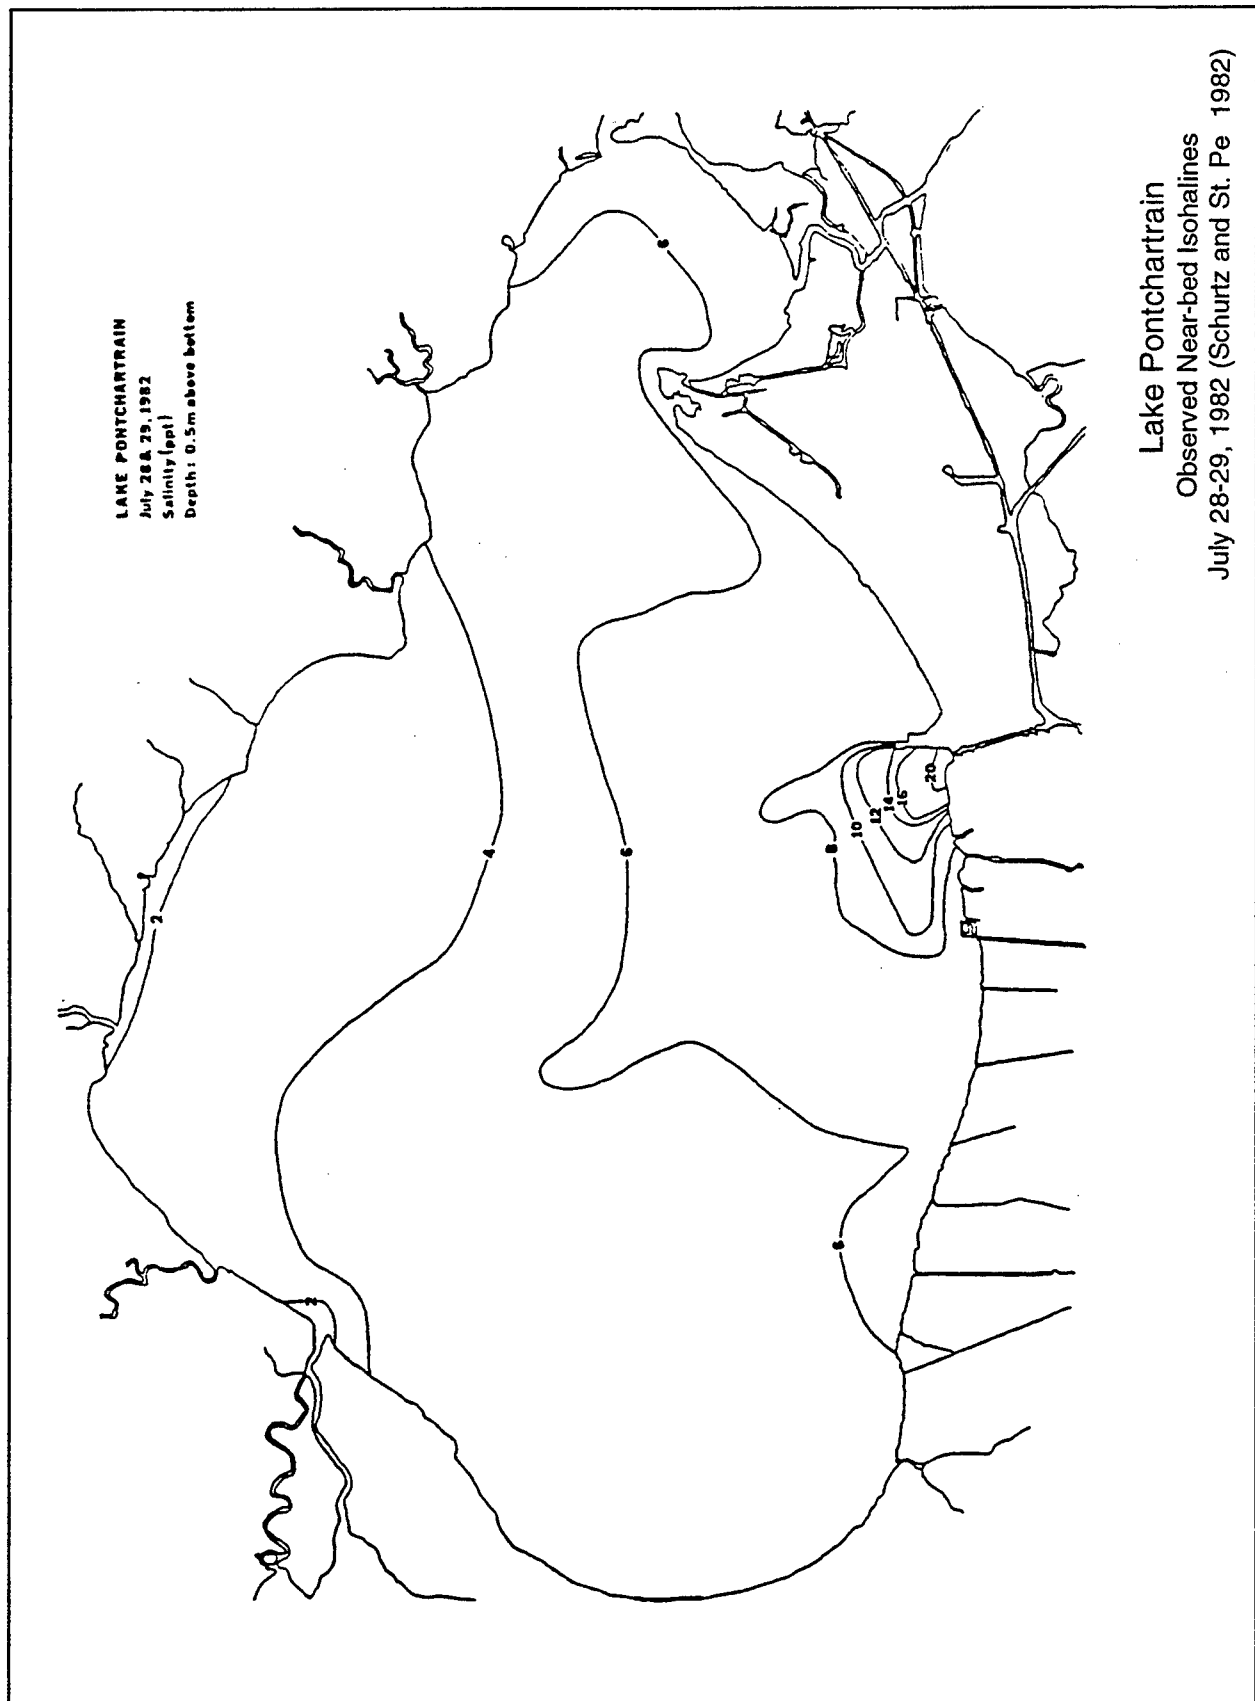 LAKE PONTCHARTRAIN
July 28 & 29, 1982
Salinity (ppt)
Depth: 0.5m above bottom
2
2
4
6
6
6
8
10
12
14
16
20
Lake Pontchartrain
Observed Near-bed Isohalines
July 28-29, 1982 (Schurtz and St. Pe 1982)